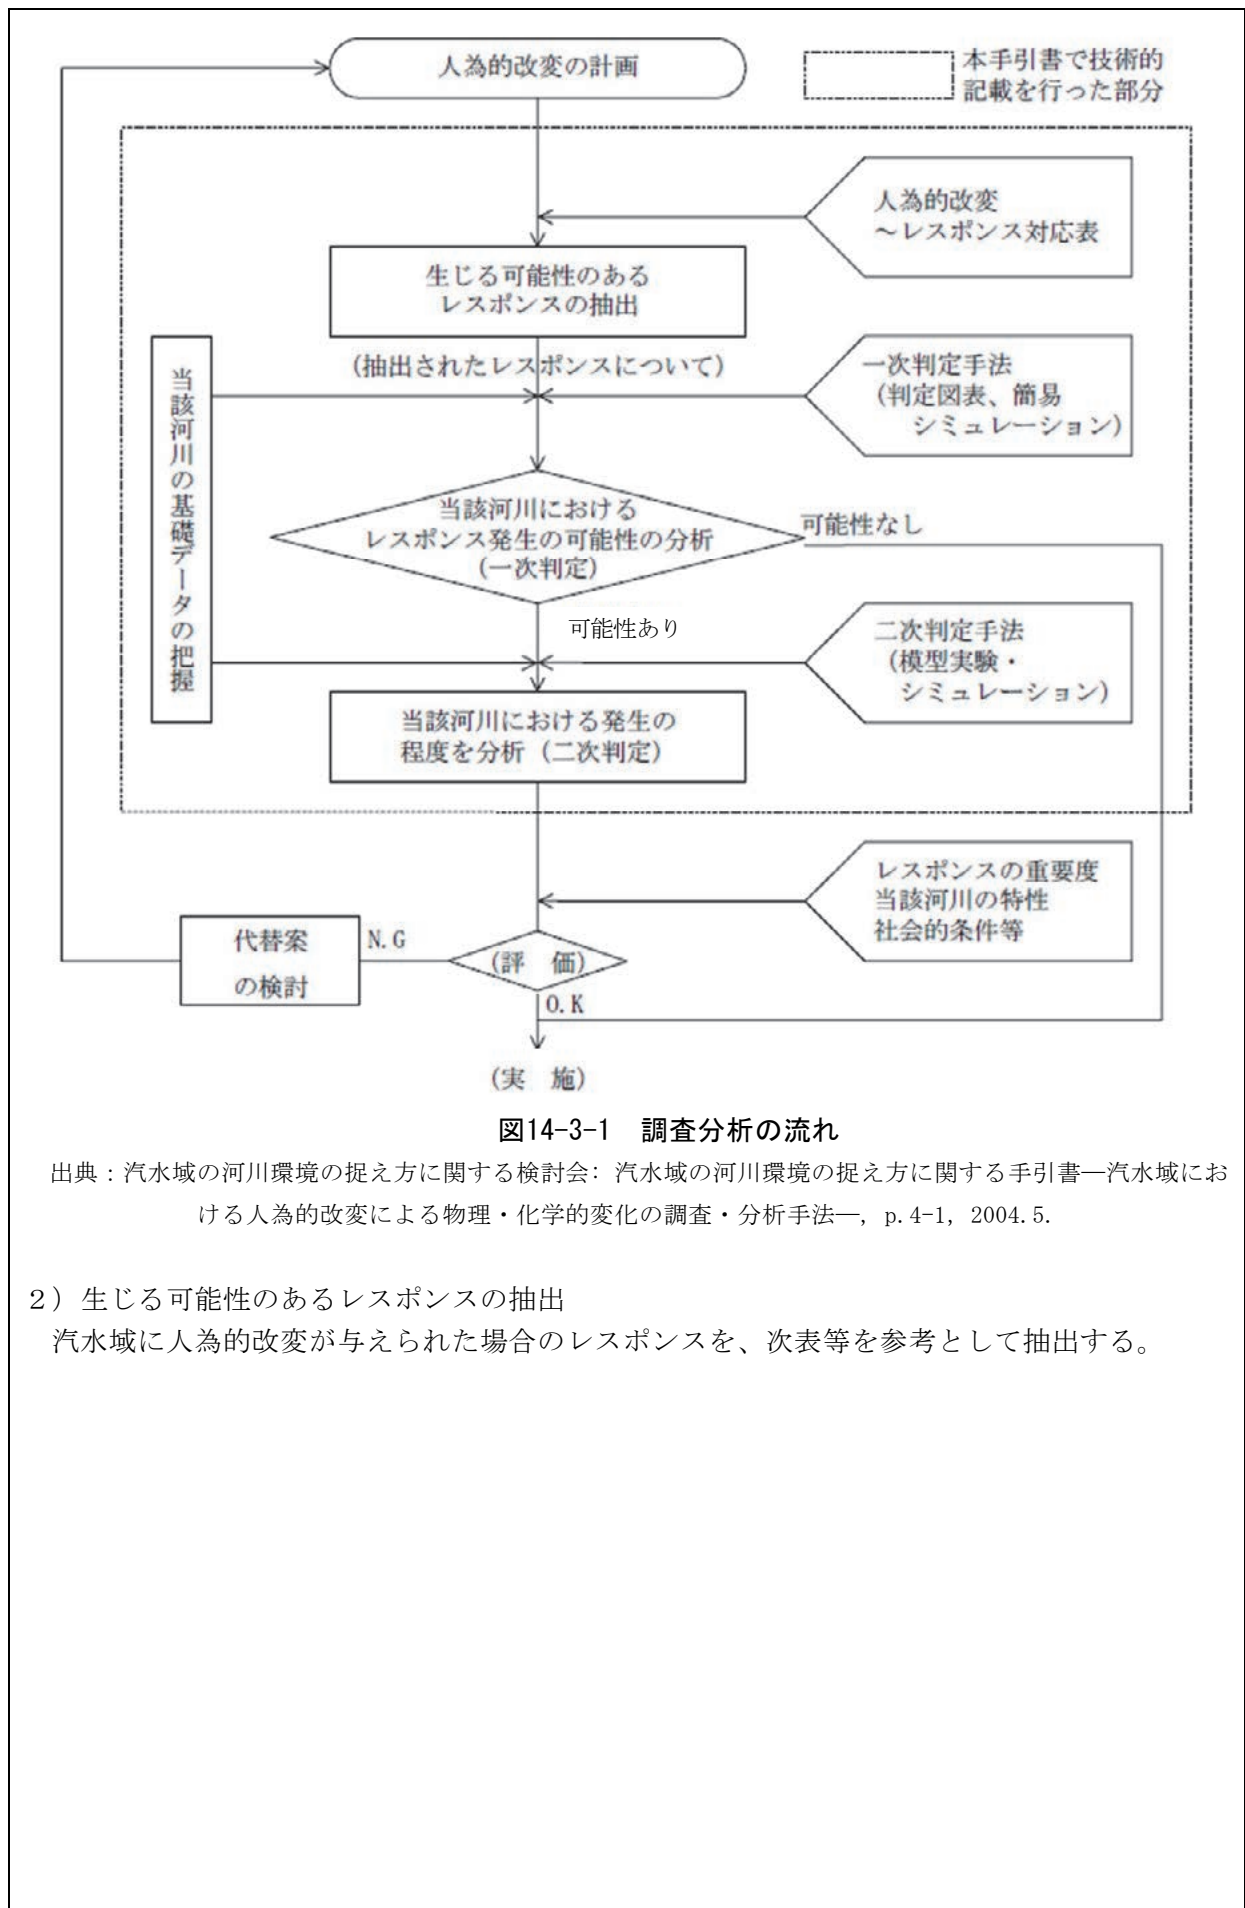 人為的改変の計画
本手引書で技術的
記載を行った部分
人為的改変
～レスポンス対応表
生じる可能性のある
レスポンスの抽出
(抽出されたレスポンスについて)
一次判定手法
(判定図表、簡易
シミュレーション)
当該河川の基礎データの把握
当該河川における
レスポンス発生の可能性の分析
(一次判定)
可能性なし
可能性あり
二次判定手法
(模型実験・
シミュレーション)
当該河川における発生の
程度を分析 (二次判定)
レスポンスの重要度
当該河川の特性
社会的条件等
代替案
の検討
N.G
(評　価)
O.K
(実　施)
図14-3-1　調査分析の流れ
出典：汽水域の河川環境の捉え方に関する検討会: 汽水域の河川環境の捉え方に関する手引書―汽水域にお
ける人為的改変による物理・化学的変化の調査・分析手法―, p.4-1, 2004.5.
２）生じる可能性のあるレスポンスの抽出
汽水域に人為的改変が与えられた場合のレスポンスを、次表等を参考として抽出する。